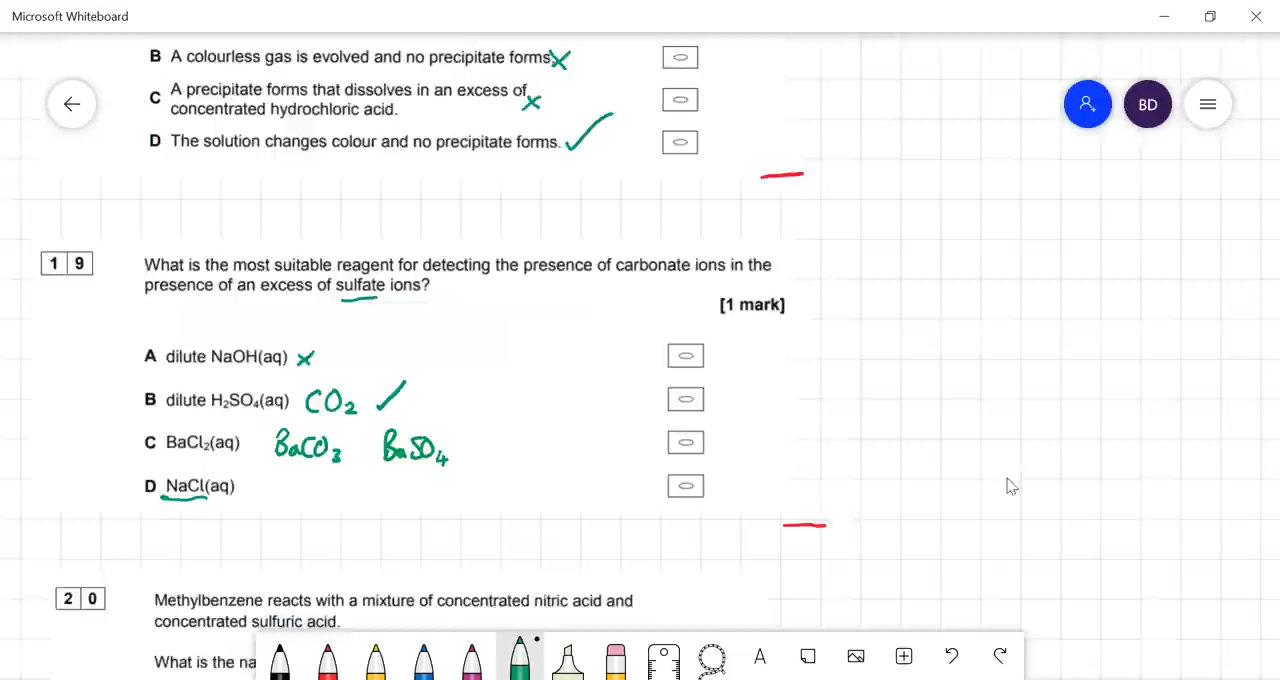 Microsoft Whiteboard
B A colourless gas is evolved and no precipitate forms.
C A precipitate forms that dissolves in an excess of
concentrated hydrochloric acid.
D The solution changes colour and no precipitate forms.
BD
1 9 What is the most suitable reagent for detecting the presence of carbonate ions in the
presence of an excess of sulfate ions?
[1 mark]
A dilute NaOH(aq)
B dilute H₂SO₄(aq) CO₂
C BaCl₂(aq) BaCO₃ BaSO₄
D NaCl(aq)
2 0 Methylbenzene reacts with a mixture of concentrated nitric acid and
concentrated sulfuric acid.
What is the na
A